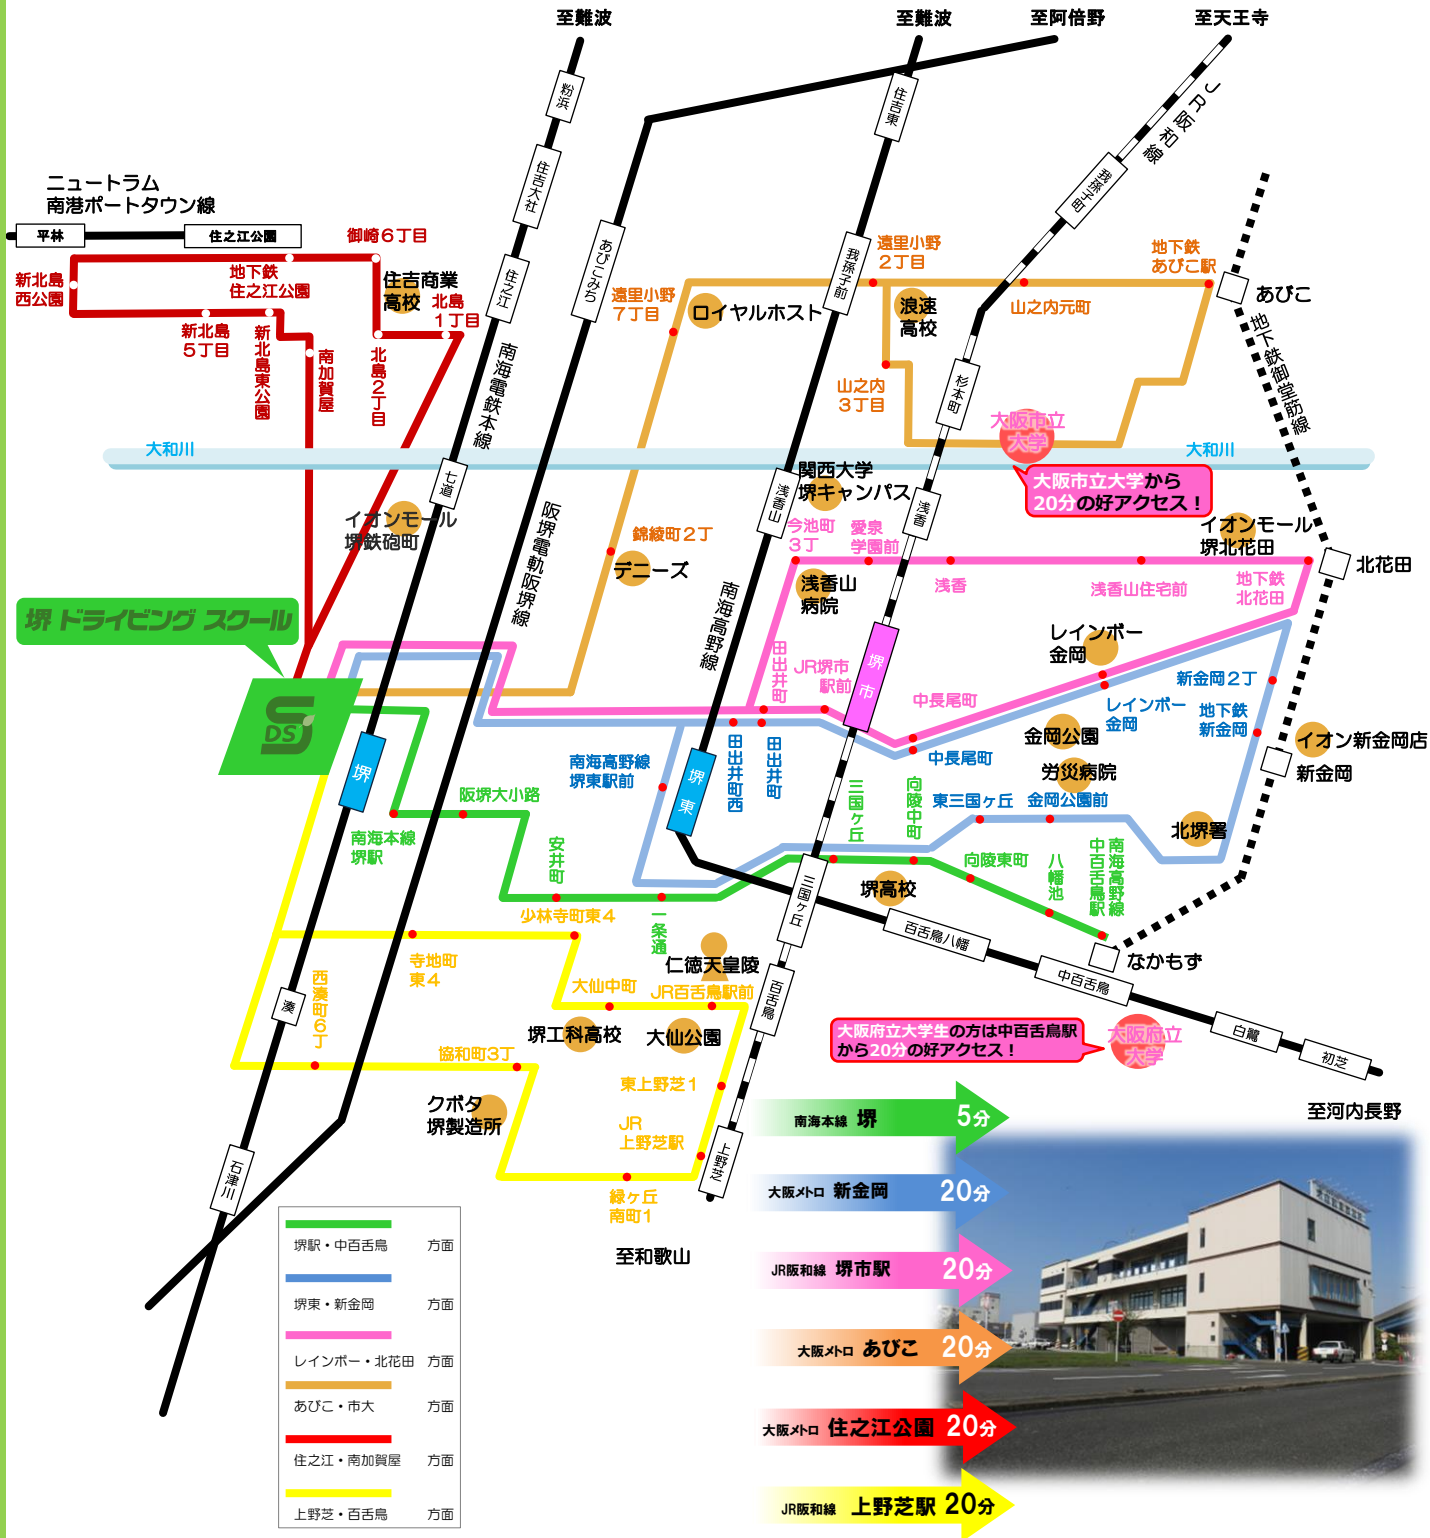 至難波
至難波
至阿倍野
至天王寺
粉浜
住吉東
JR阪和線
住吉大社
我孫子町
ニュートラム
南港ポートタウン線
平林
住之江公園
御崎6丁目
あびこみち
我孫子前
遠里小野
2丁目
地下鉄
あびこ駅
新北島
西公園
地下鉄
住之江公園
住吉商業
高校
住之江
遠里小野
7丁目
ロイヤルホスト
浪速
高校
山之内元町
あびこ
北島
1丁目
新北島
5丁目
新北島東公園
南加賀屋
北島2丁目
南海電鉄本線
地下鉄御堂筋線
山之内
3丁目
杉本町
大阪市立
大学
大和川
大和川
七道
浅香山
関西大学
堺キャンパス
大阪市立大学から
20分の好アクセス！
イオンモール
堺鉄砲町
阪堺電軌阪堺線
錦綾町2丁
今池町
3丁
愛泉
学園前
浅香
イオンモール
堺北花田
北花田
デニーズ
浅香山
病院
浅香
浅香山住宅前
地下鉄
北花田
南海高野線
堺 ドライビング スクール
DS
田出井町
JR堺市
駅前
堺市
レインボー
金岡
中長尾町
新金岡2丁
レインボー
金岡
地下鉄
新金岡
堺
南海高野線
堺東駅前
堺東
田出井町西
田出井町
中長尾町
金岡公園
イオン新金岡店
新金岡
労災病院
三国ヶ丘
向陵中町
東三国ヶ丘
金岡公園前
阪堺大小路
南海本線
堺駅
安井町
北堺署
向陵東町
八幡池
南海高野線
中百舌鳥駅
三国ヶ丘
堺高校
少林寺町東4
一条通
百舌鳥八幡
寺地町
東4
仁徳天皇陵
なかもず
西湊町6丁
湊
大仙中町
JR百舌鳥駅前
百舌鳥
中百舌鳥
堺工科高校
大仙公園
大阪府立大学生の方は中百舌鳥駅
から20分の好アクセス！
大阪府立
大学
白鷺
初芝
協和町3丁
東上野芝1
クボタ
堺製造所
JR
上野芝駅
至河内長野
石津川
上野芝
緑ヶ丘
南町1
至和歌山
南海本線 堺 5分
大阪メトロ 新金岡 20分
JR阪和線 堺市駅 20分
大阪メトロ あびこ 20分
大阪メトロ 住之江公園 20分
JR阪和線 上野芝駅 20分
堺駅・中百舌鳥 方面
堺東・新金岡 方面
レインボー・北花田 方面
あびこ・市大 方面
住之江・南加賀屋 方面
上野芝・百舌鳥 方面